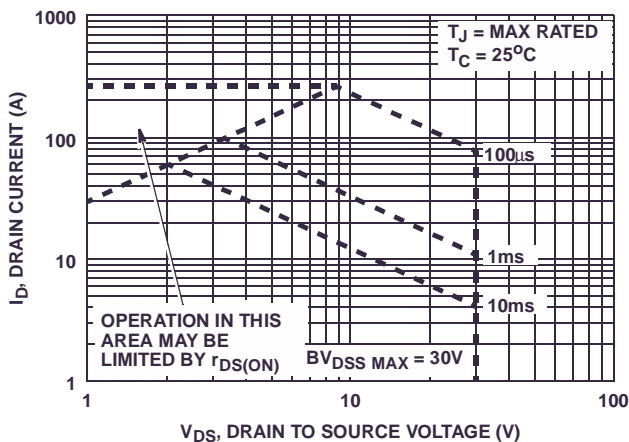 1000
T_J = MAX RATED
T_C = 25°C
100
100μs
10
1ms
10ms
OPERATION IN THIS
AREA MAY BE
LIMITED BY r_DS(ON)
BV_DSS MAX = 30V
1
1
10
100
I_D, DRAIN CURRENT (A)
V_DS, DRAIN TO SOURCE VOLTAGE (V)